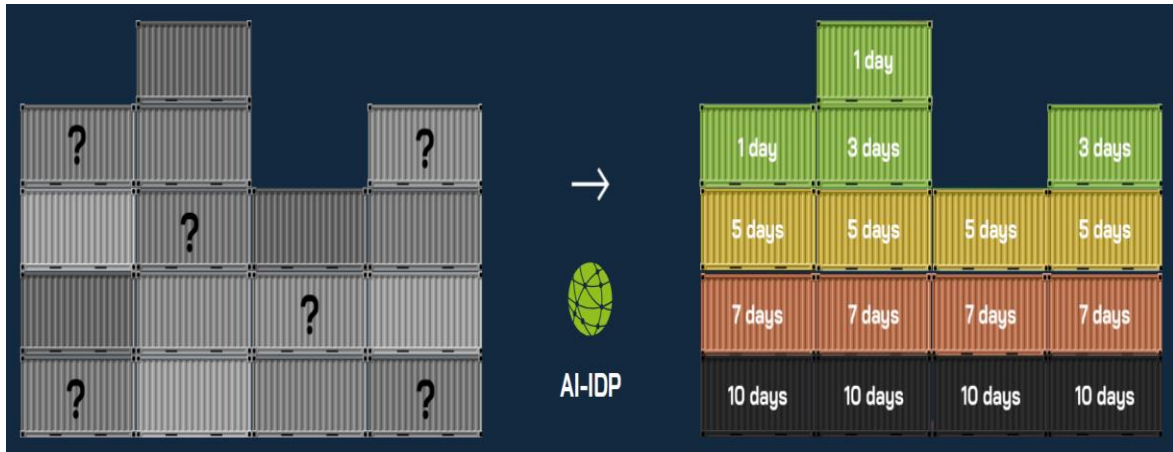 1 day
? ? 1 day 3 days 3 days
→
? 5 days 5 days 5 days 5 days
? 7 days 7 days 7 days 7 days
AI-IDP
? ? 10 days 10 days 10 days 10 days